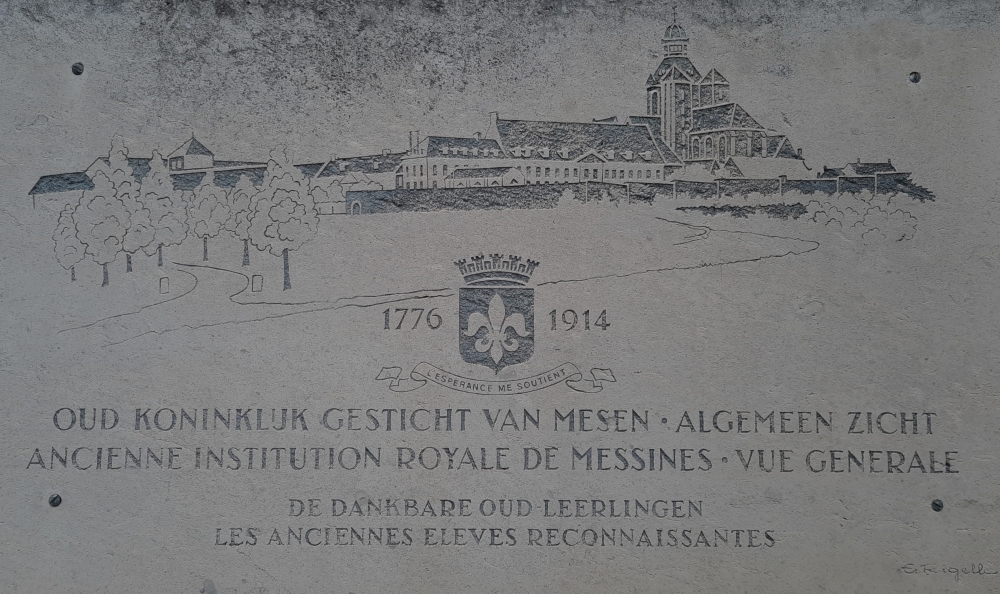 1776 1914
L'ESPERANCE ME SOUTIENT
OUD KONINKLIJK GESTICHT VAN MESEN · ALGEMEEN ZICHT
ANCIENNE INSTITUTION ROYALE DE MESSINES · VUE GENERALE
DE DANKBARE OUD-LEERLINGEN
LES ANCIENNES ELEVES RECONNAISSANTES